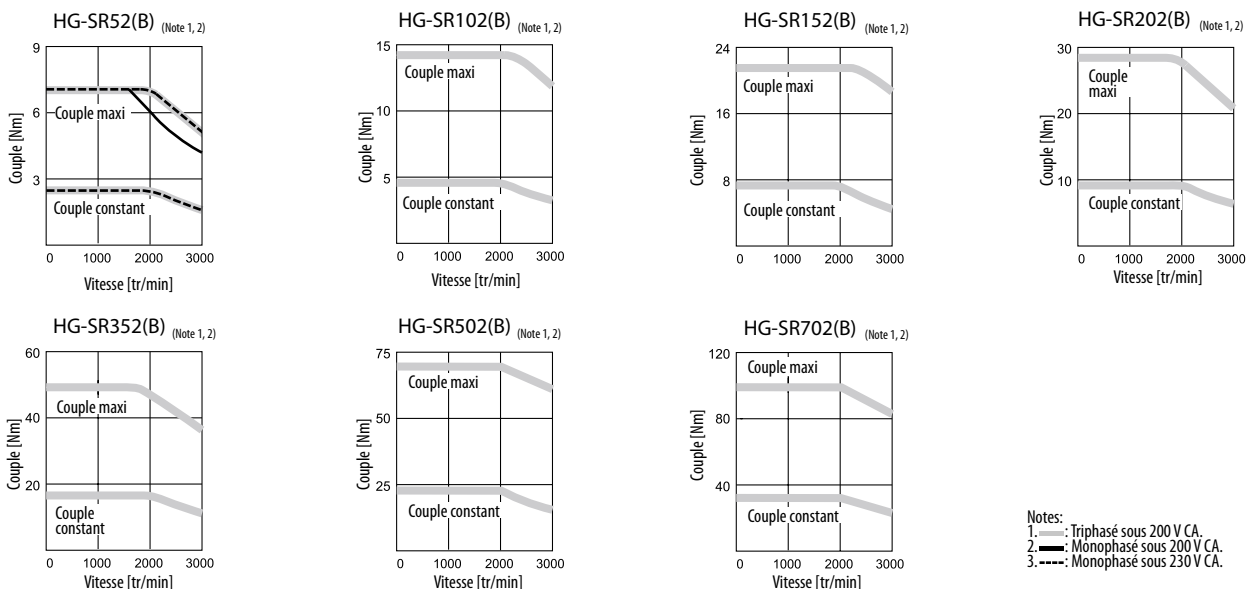 HG-SR52(B) (Note 1, 2)
9
6
3
Couple [Nm]
Couple maxi
Couple constant
0 1000 2000 3000
Vitesse [tr/min]
HG-SR102(B) (Note 1, 2)
15
10
5
Couple [Nm]
Couple maxi
Couple constant
0 1000 2000 3000
Vitesse [tr/min]
HG-SR152(B) (Note 1, 2)
24
16
8
Couple [Nm]
Couple maxi
Couple constant
0 1000 2000 3000
Vitesse [tr/min]
HG-SR202(B) (Note 1, 2)
30
20
10
Couple [Nm]
Couple
maxi
Couple constant
0 1000 2000 3000
Vitesse [tr/min]
HG-SR352(B) (Note 1, 2)
60
40
20
Couple [Nm]
Couple maxi
Couple
constant
0 1000 2000 3000
Vitesse [tr/min]
HG-SR502(B) (Note 1, 2)
75
50
25
Couple [Nm]
Couple maxi
Couple constant
0 1000 2000 3000
Vitesse [tr/min]
HG-SR702(B) (Note 1, 2)
120
80
40
Couple [Nm]
Couple maxi
Couple constant
0 1000 2000 3000
Vitesse [tr/min]
Notes:
1. : Triphasé sous 200 V CA.
2. : Monophasé sous 200 V CA.
3. : Monophasé sous 230 V CA.